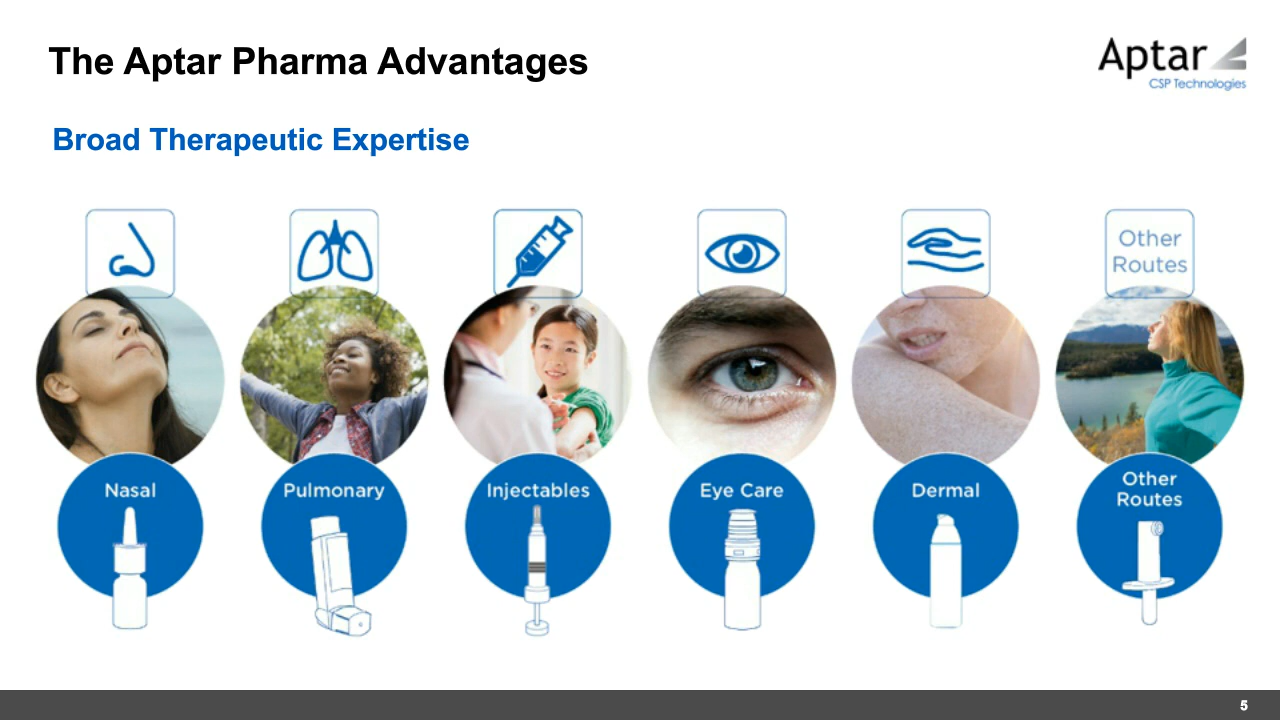 The Aptar Pharma Advantages
Aptar
CSP Technologies
Broad Therapeutic Expertise
Other
Routes
Nasal
Pulmonary
Injectables
Eye Care
Dermal
Other
Routes
5